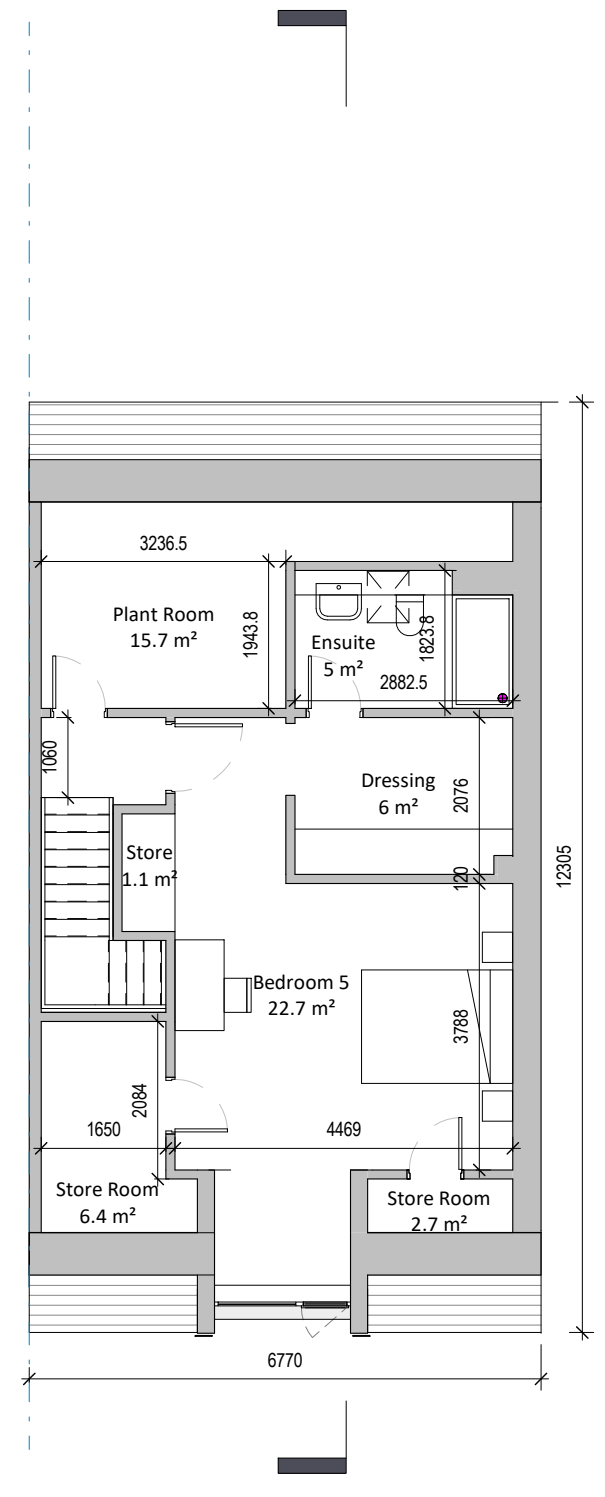 3236.5
Plant Room
15.7 m²
1943.8
Ensuite
5 m²
1823.8
2882.5
1060
Dressing
6 m²
2076
Store
1.1 m²
120
12305
Bedroom 5
22.7 m²
3788
2084
1650
4469
Store Room
6.4 m²
Store Room
2.7 m²
6770